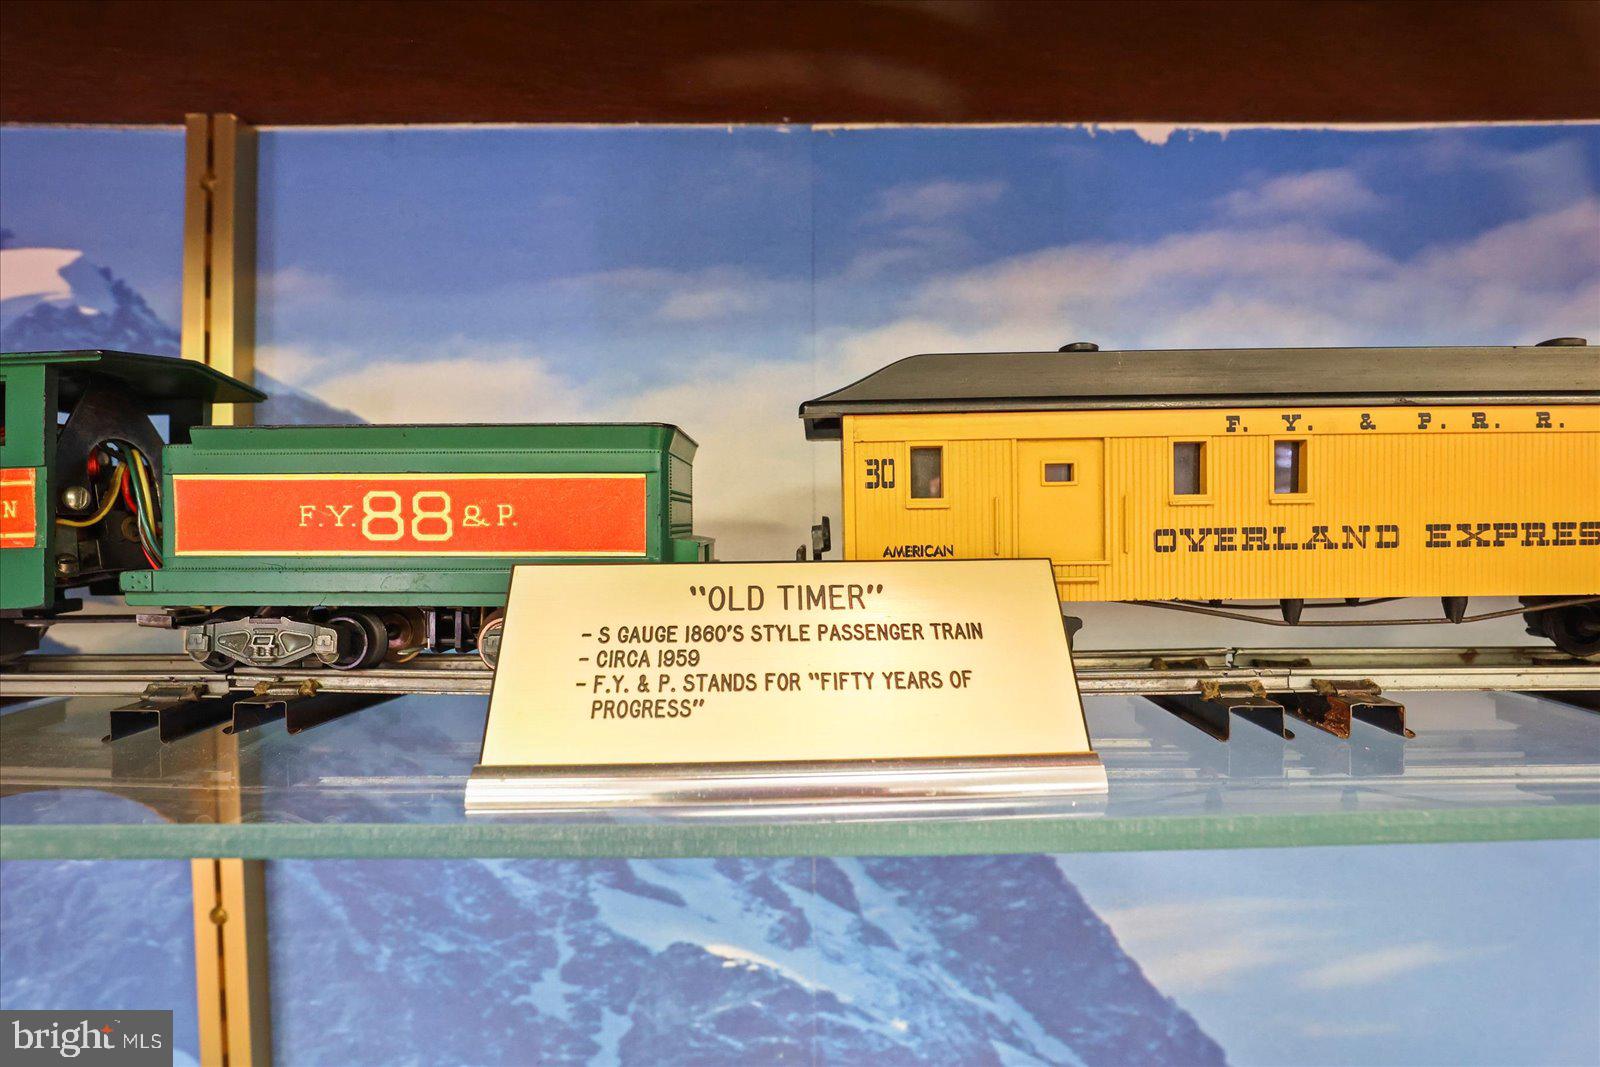 F. Y. & P. R. R.
30
N
F.Y. 88 & P.
AMERICAN
OVERLAND EXPRES
"OLD TIMER"
- S GAUGE 1860'S STYLE PASSENGER TRAIN
- CIRCA 1959
- F.Y. & P. STANDS FOR "FIFTY YEARS OF
PROGRESS"
bright MLS